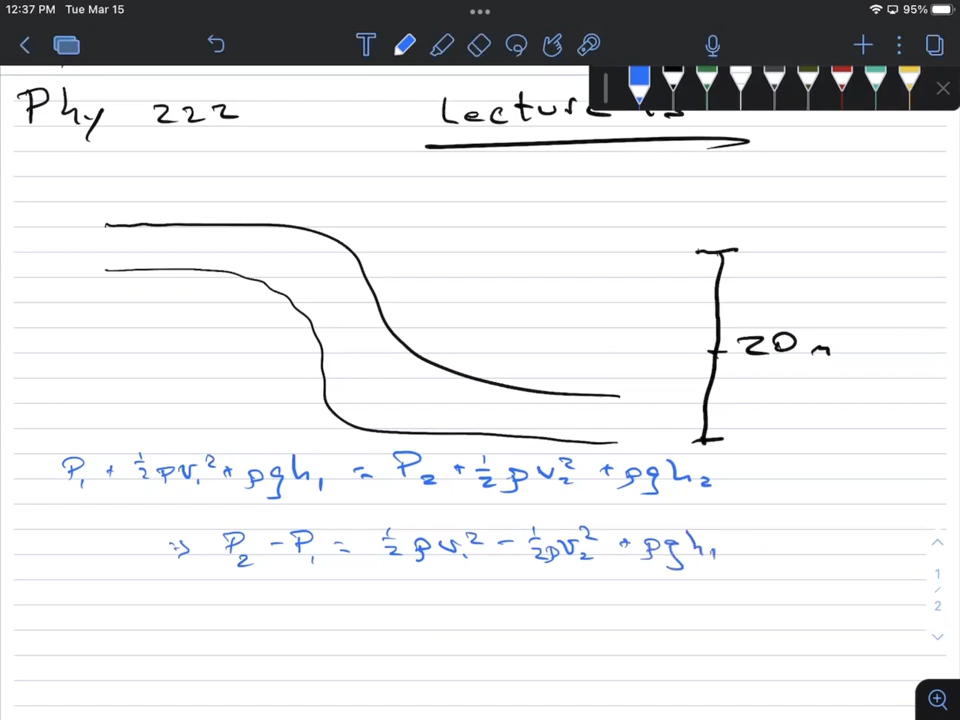 12:37 PM Tue Mar 15
95%
T
Phy 222
Lecture
20 m
P₁ + ½ρv₁² + ρgh₁ = P₂ + ½ρv₂² + ρgh₂
⇒ P₂ - P₁ = ½ρv₁² - ½ρv₂² + ρgh₁
1
/
2